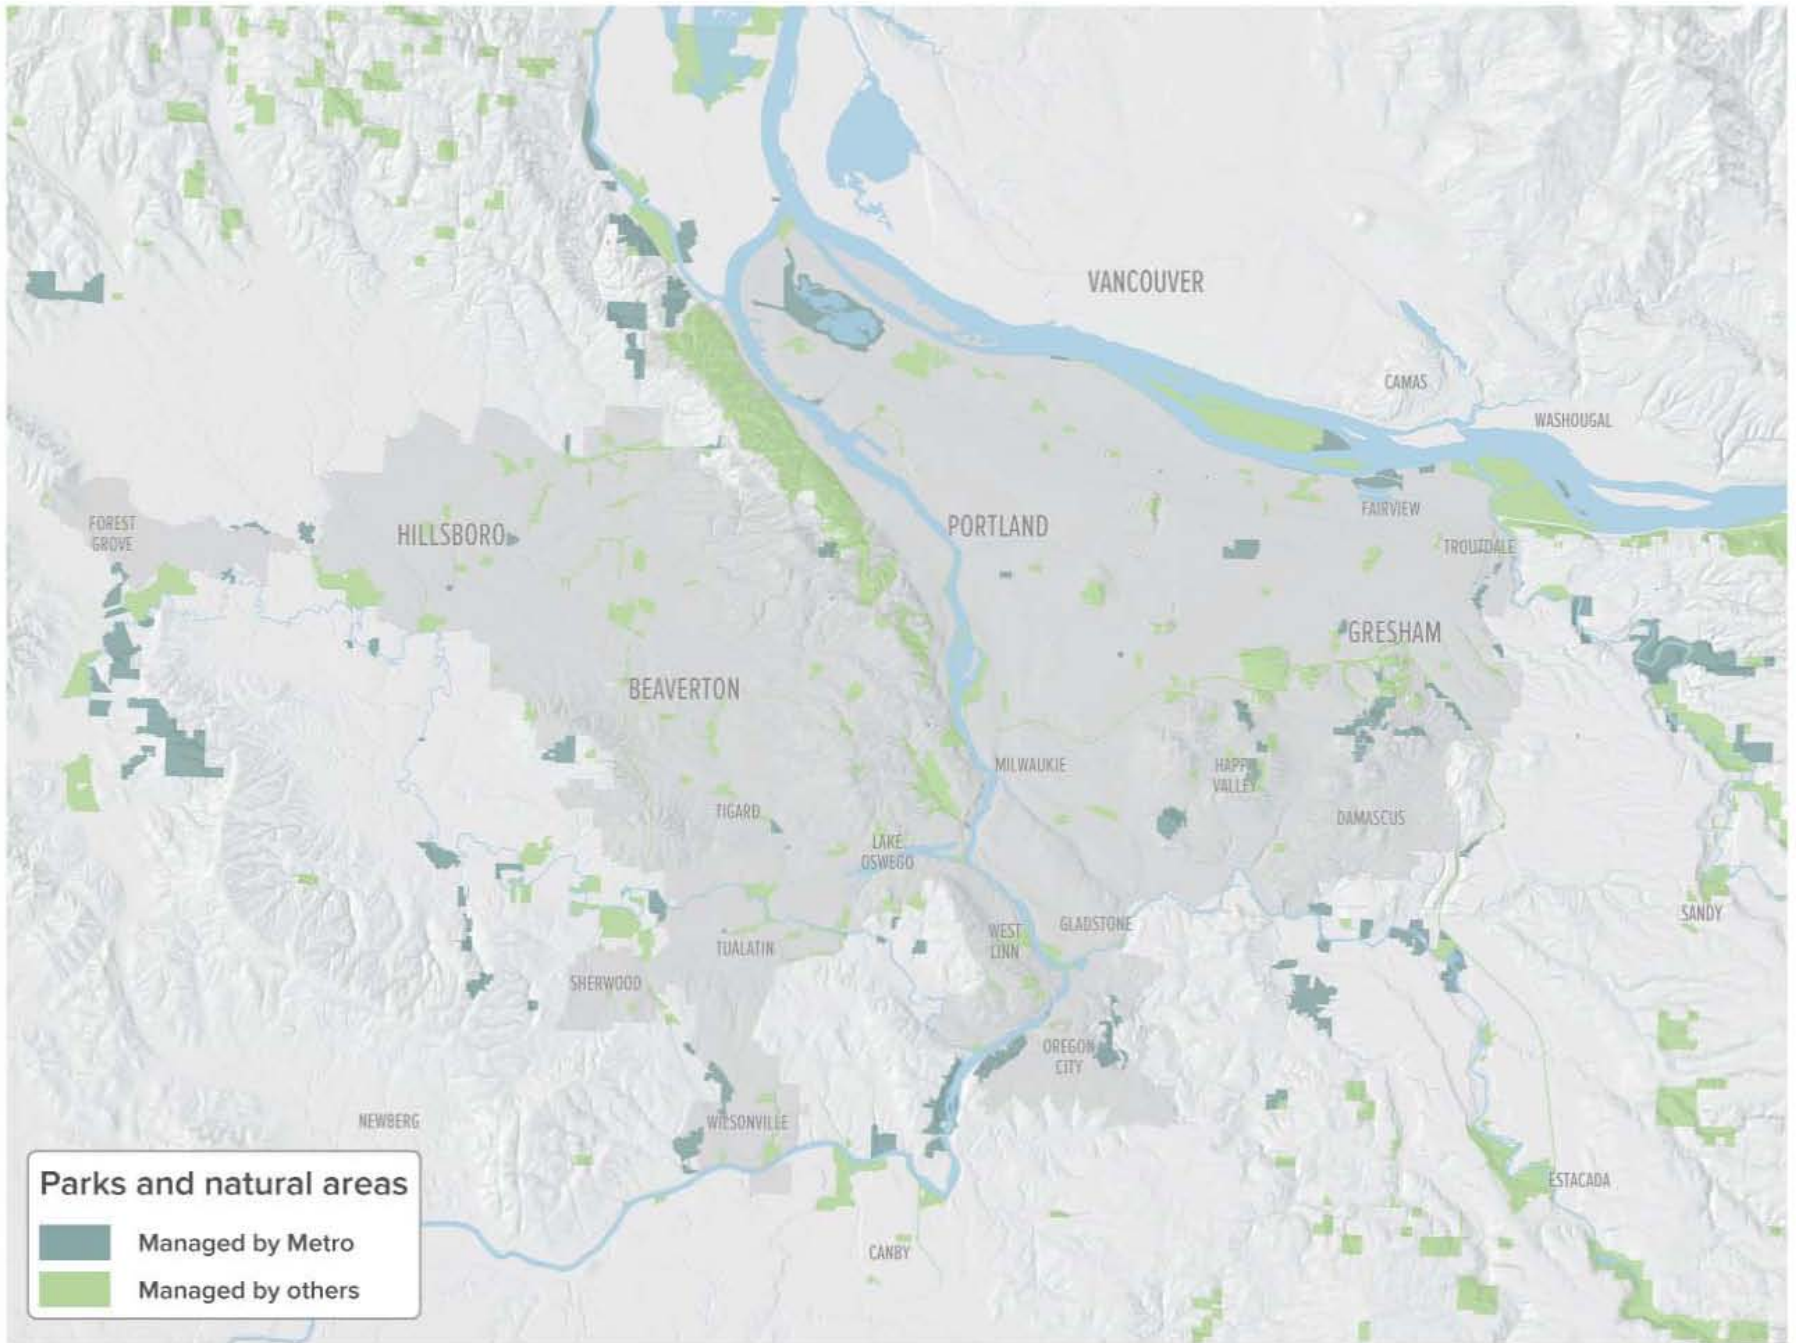 VANCOUVER
CAMAS
WASHOUGAL
FOREST
GROVE
HILLSBORO
PORTLAND
FAIRVIEW
TROUTDALE
GRESHAM
BEAVERTON
MILWAUKIE
HAPPY
VALLEY
TIGARD
DAMASCUS
LAKE
OSWEGO
SANDY
WEST
LINN
GLADSTONE
TUALATIN
SHERWOOD
OREGON
CITY
NEWBERG
WILSONVILLE
ESTACADA
CANBY
Parks and natural areas
Managed by Metro
Managed by others